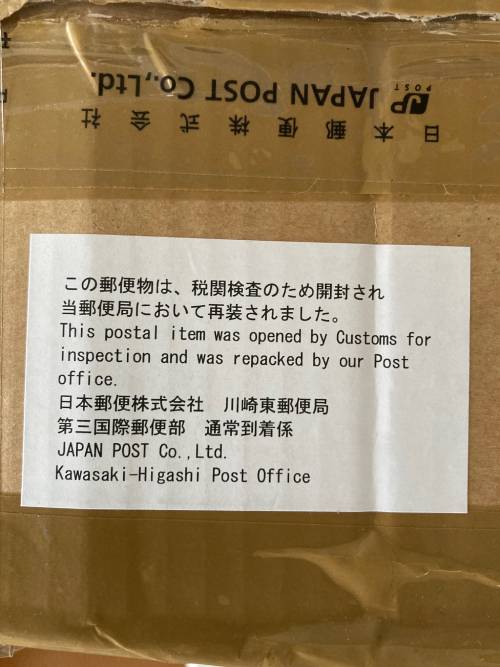 日本郵便株式会社
JP POST JAPAN POST Co.,Ltd.
この郵便物は、税関検査のため開封され
当郵便局において再装されました。
This postal item was opened by Customs for
inspection and was repacked by our Post
office.
日本郵便株式会社　川崎東郵便局
第三国際郵便部　通常到着係
JAPAN POST Co.,Ltd.
Kawasaki-Higashi Post Office